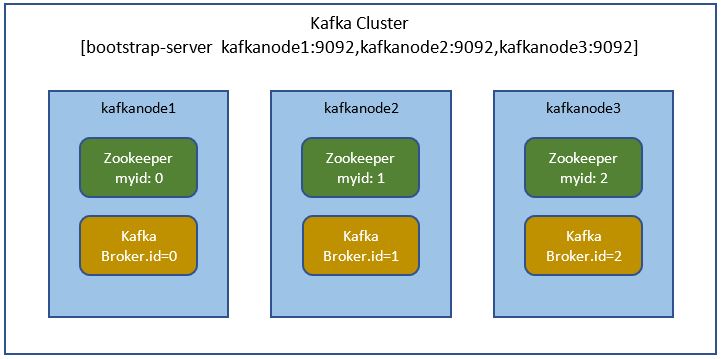 Kafka Cluster
[bootstrap-server kafkanode1:9092,kafkanode2:9092,kafkanode3:9092]
kafkanode1
Zookeeper
myid: 0
Kafka
Broker.id=0
kafkanode2
Zookeeper
myid: 1
Kafka
Broker.id=1
kafkanode3
Zookeeper
myid: 2
Kafka
Broker.id=2